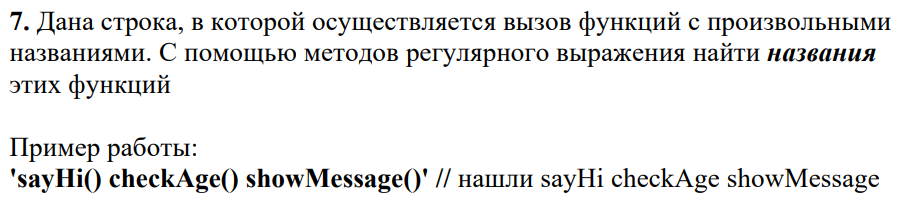 7. Дана строка, в которой осуществляется вызов функций с произвольными
названиями. С помощью методов регулярного выражения найти названия
этих функций
Пример работы:
'sayHi() checkAge() showMessage()' // нашли sayHi checkAge showMessage